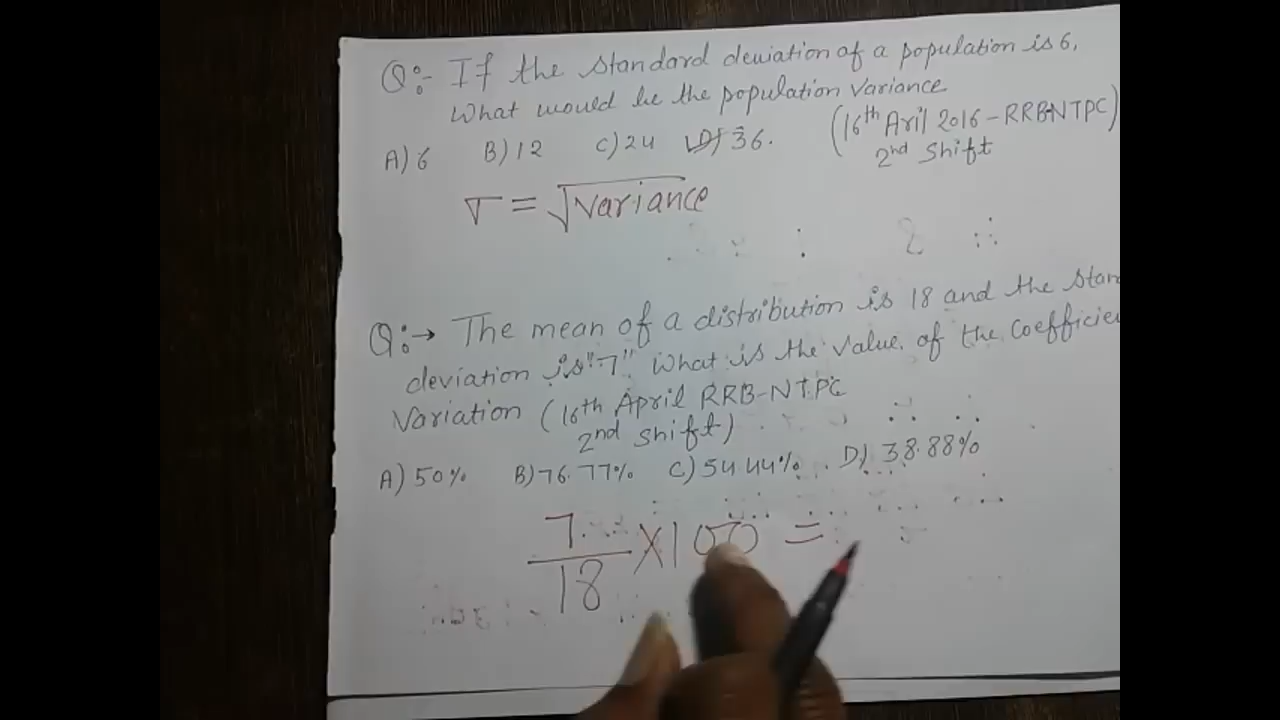 Q:- If the standard deviation of a population is 6,
What would be the population variance
(16th Aril 2016-RRB-NTPC)
2nd Shift
A) 6 B) 12 C) 24 D) 36.
σ = √variance
Q:→ The mean of a distribution is 18 and the stan
deviation is "7". What is the value of the Coefficie
Variation (16th April RRB-NTPC
2nd shift)
A) 50% B) 76.77% C) 54.44% D) 38.88%
7/18 X 100 =